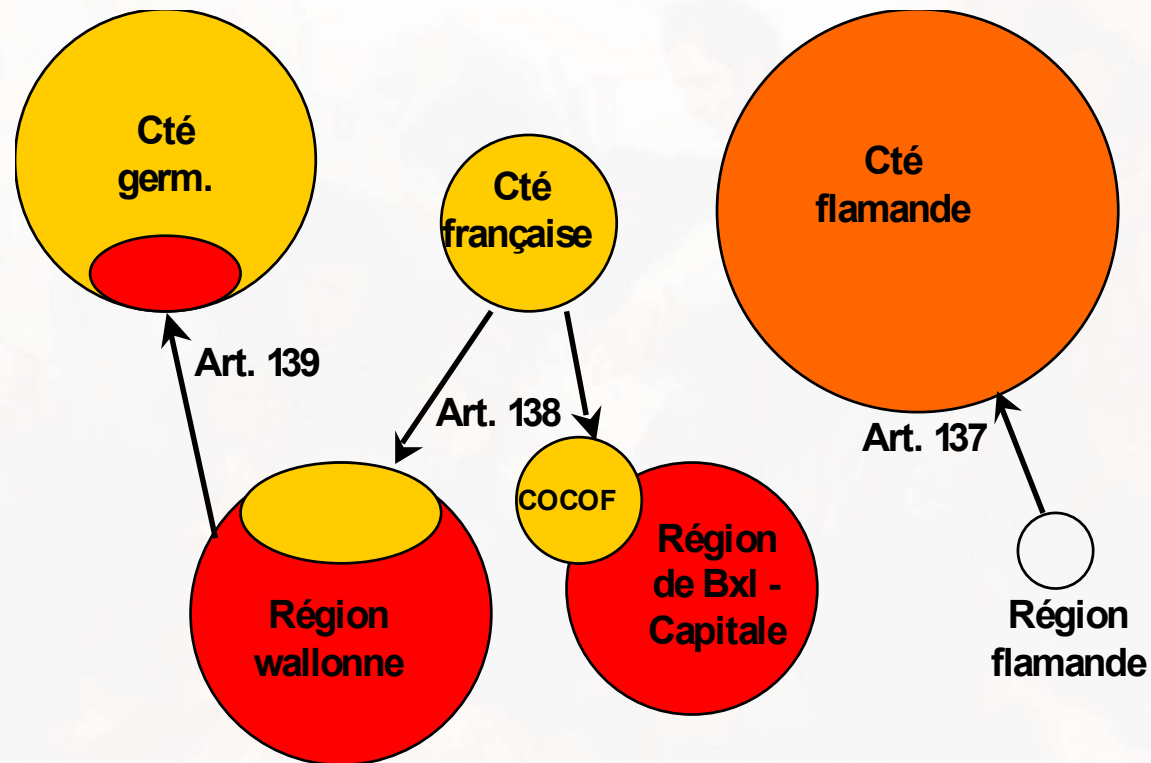 Cté
germ.
Cté
française
Cté
flamande
Art. 139
Art. 138
Art. 137
COCOF
Région
de Bxl -
Capitale
Région
wallonne
Région
flamande